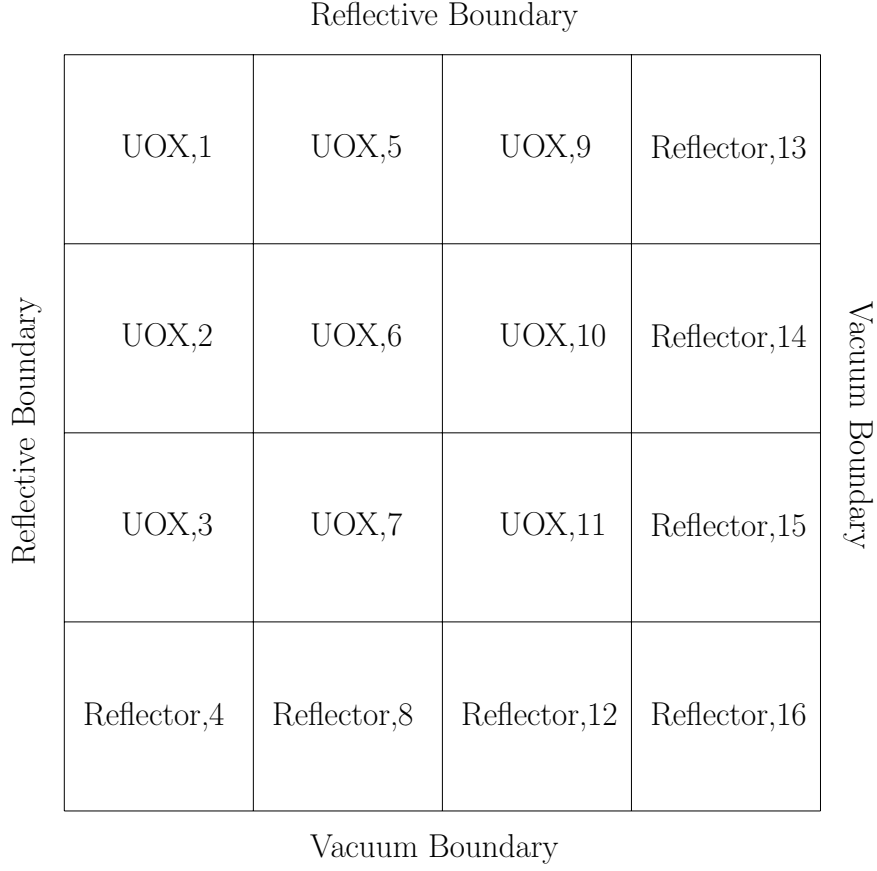 Reflective Boundary
UOX,1
UOX,5
UOX,9
Reflector,13
UOX,2
UOX,6
UOX,10
Reflector,14
Reflective Boundary
Vacuum Boundary
UOX,3
UOX,7
UOX,11
Reflector,15
Reflector,4
Reflector,8
Reflector,12
Reflector,16
Vacuum Boundary